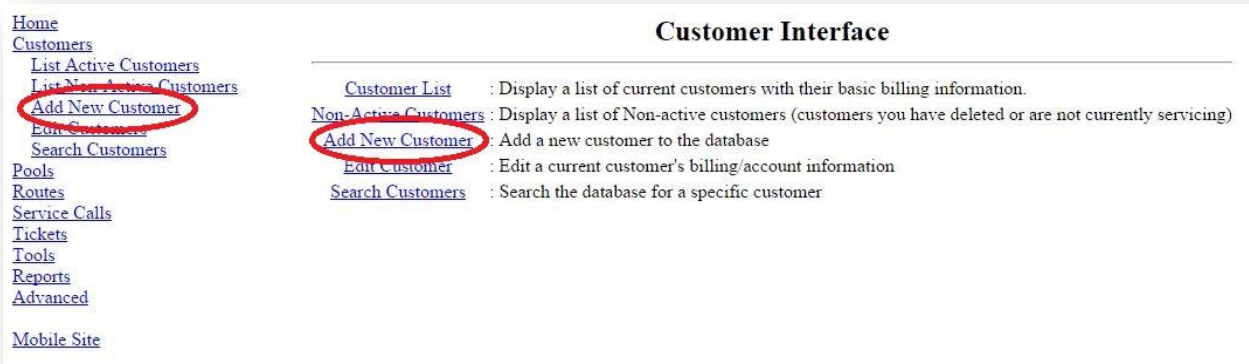 Home
Customers
List Active Customers
List Non-Active Customers
Add New Customer
Edit Customers
Search Customers
Pools
Routes
Service Calls
Tickets
Tools
Reports
Advanced
Mobile Site
Customer Interface
Customer List : Display a list of current customers with their basic billing information.
Non-Active Customers : Display a list of Non-active customers (customers you have deleted or are not currently servicing)
Add New Customer : Add a new customer to the database
Edit Customer : Edit a current customer's billing/account information
Search Customers : Search the database for a specific customer